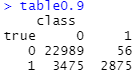 > table0.9
class
true 0 1
0 22989 56
1 3475 2875